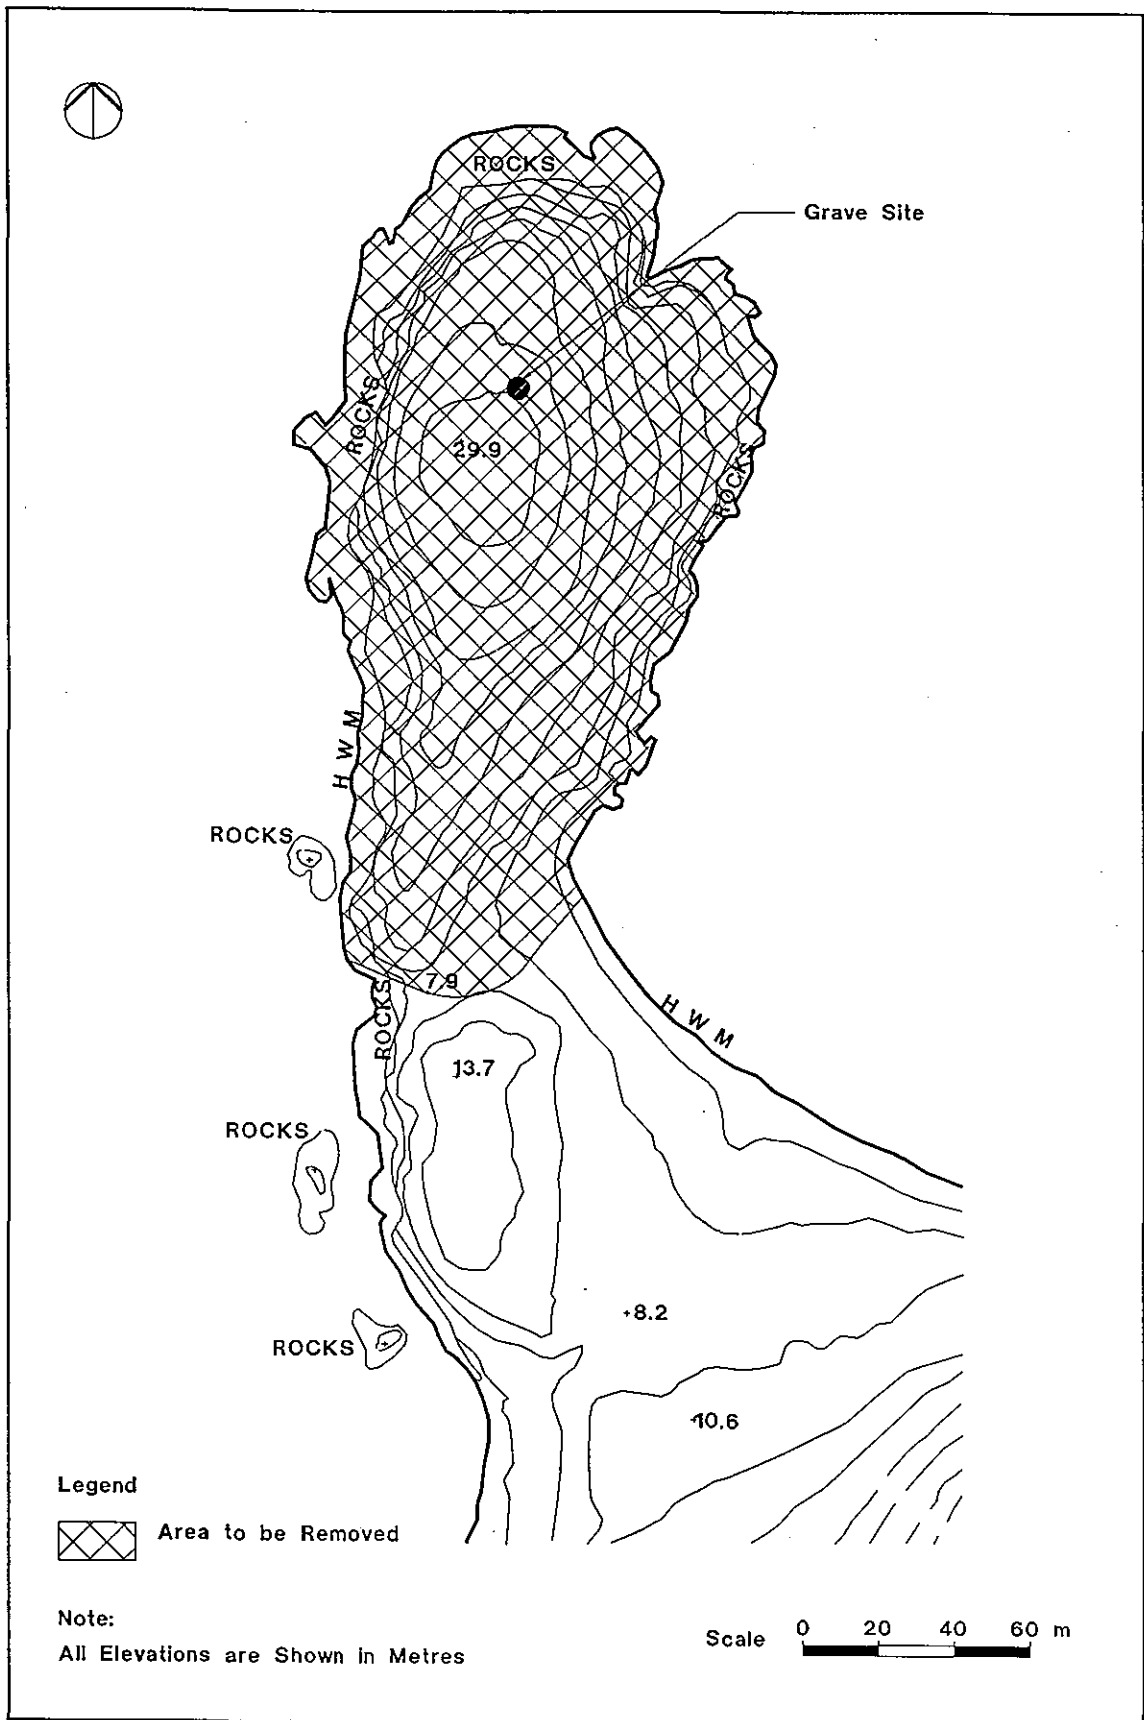 ROCKS
Grave Site
ROCKS
29.9
ROCKS
H W M
ROCKS
7.9
ROCKS
H W M
13.7
ROCKS
+8.2
ROCKS
+10.6
Legend
Area to be Removed
Note:
All Elevations are Shown in Metres
Scale 0 20 40 60 m